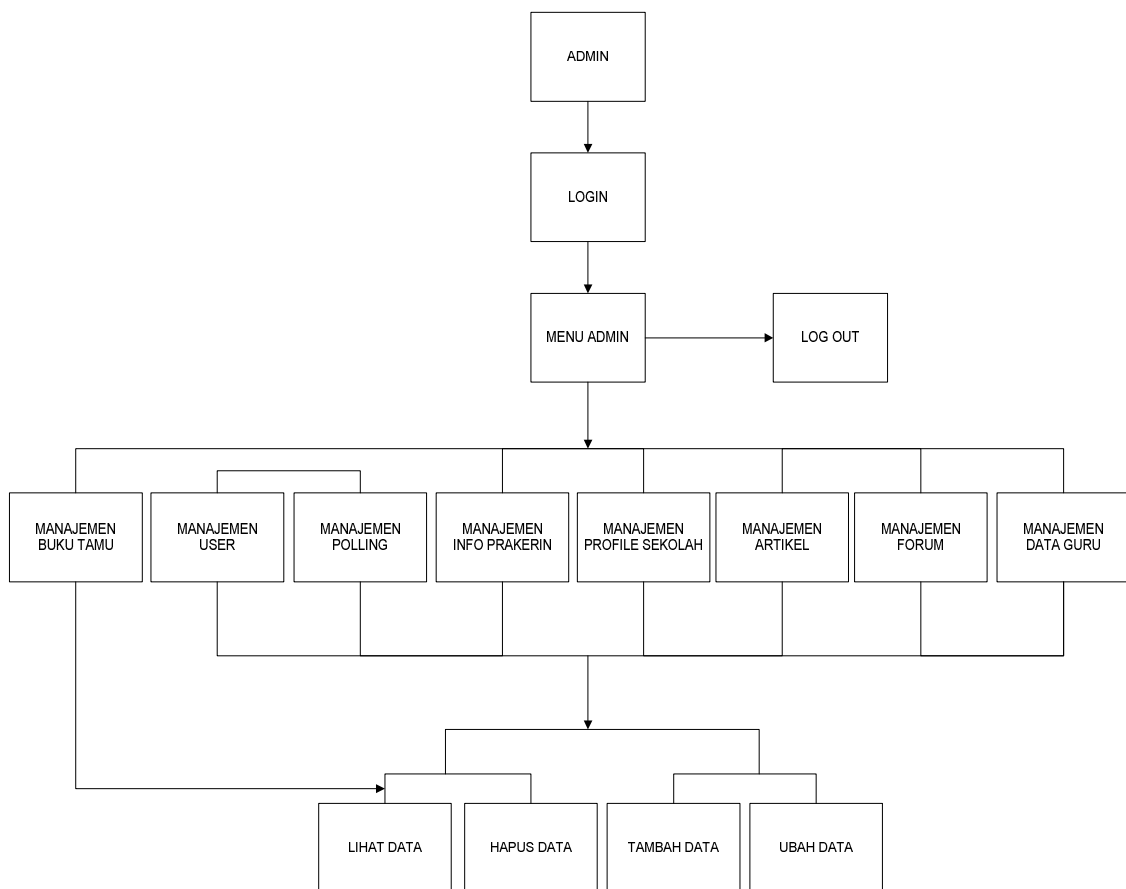 ADMIN
LOGIN
MENU ADMIN
LOG OUT
MANAJEMEN
BUKU TAMU
MANAJEMEN
USER
MANAJEMEN
POLLING
MANAJEMEN
INFO PRAKERIN
MANAJEMEN
PROFILE SEKOLAH
MANAJEMEN
ARTIKEL
MANAJEMEN
FORUM
MANAJEMEN
DATA GURU
LIHAT DATA
HAPUS DATA
TAMBAH DATA
UBAH DATA